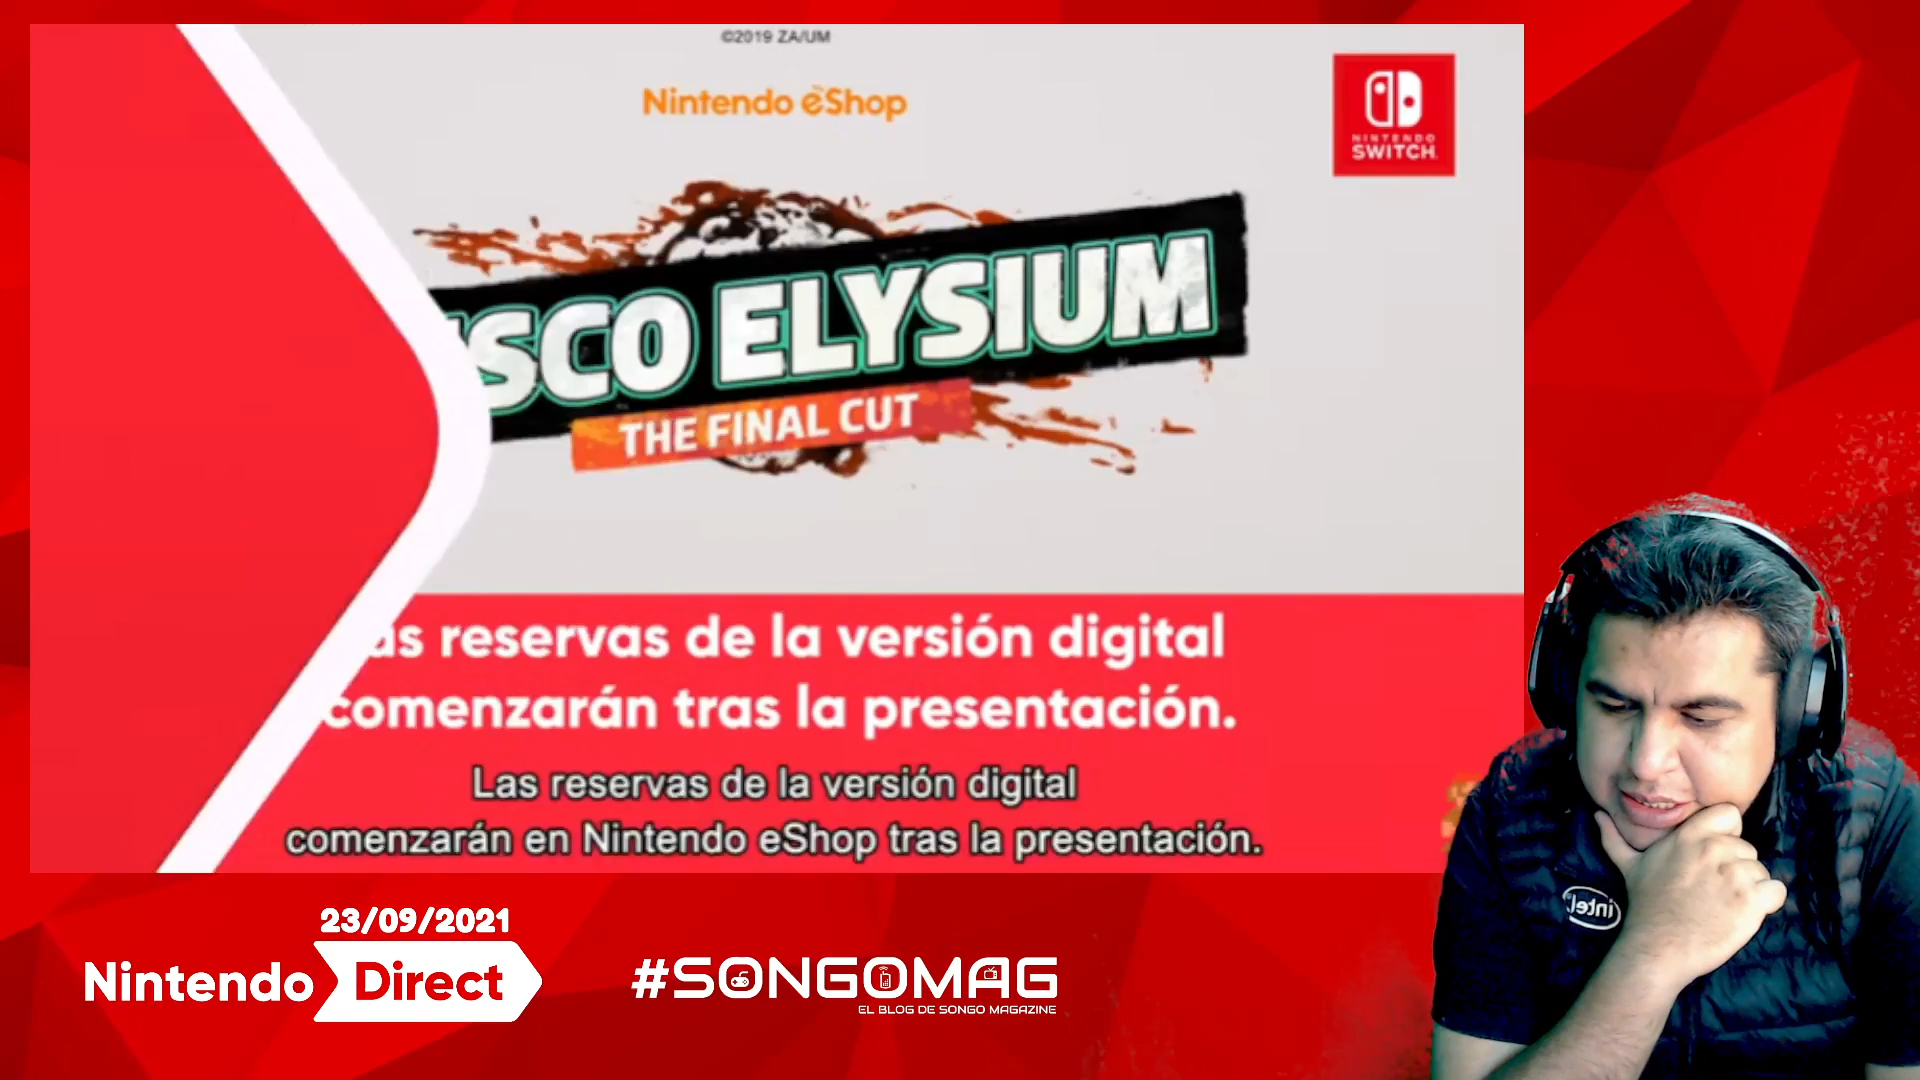 ©2019 ZA/UM
Nintendo eShop
NINTENDO
SWITCH
SCO ELYSIUM
THE FINAL CUT
as reservas de la versión digital
comenzarán tras la presentación.
Las reservas de la versión digital
comenzarán en Nintendo eShop tras la presentación.
23/09/2021
Nintendo Direct
#SONGOMAG
EL BLOG DE SONGO MAGAZINE
intel